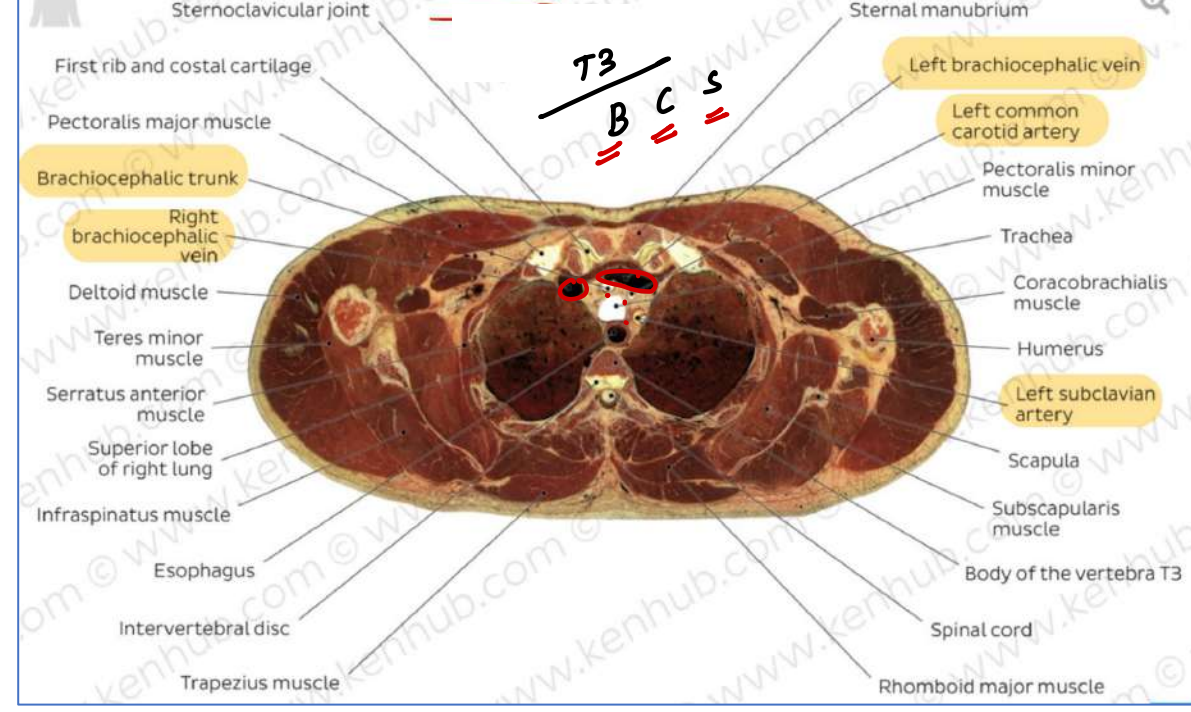 Sternoclavicular joint
First rib and costal cartilage
Pectoralis major muscle
Brachiocephalic trunk
Right
brachiocephalic
vein
Deltoid muscle
Teres minor
muscle
Serratus anterior
muscle
Superior lobe
of right lung
Infraspinatus muscle
Esophagus
Intervertebral disc
Trapezius muscle
T3
B C S
Sternal manubrium
Left brachiocephalic vein
Left common
carotid artery
Pectoralis minor
muscle
Trachea
Coracobrachialis
muscle
Humerus
Left subclavian
artery
Scapula
Subscapularis
muscle
Body of the vertebra T3
Spinal cord
Rhomboid major muscle
© www.kenhub.com